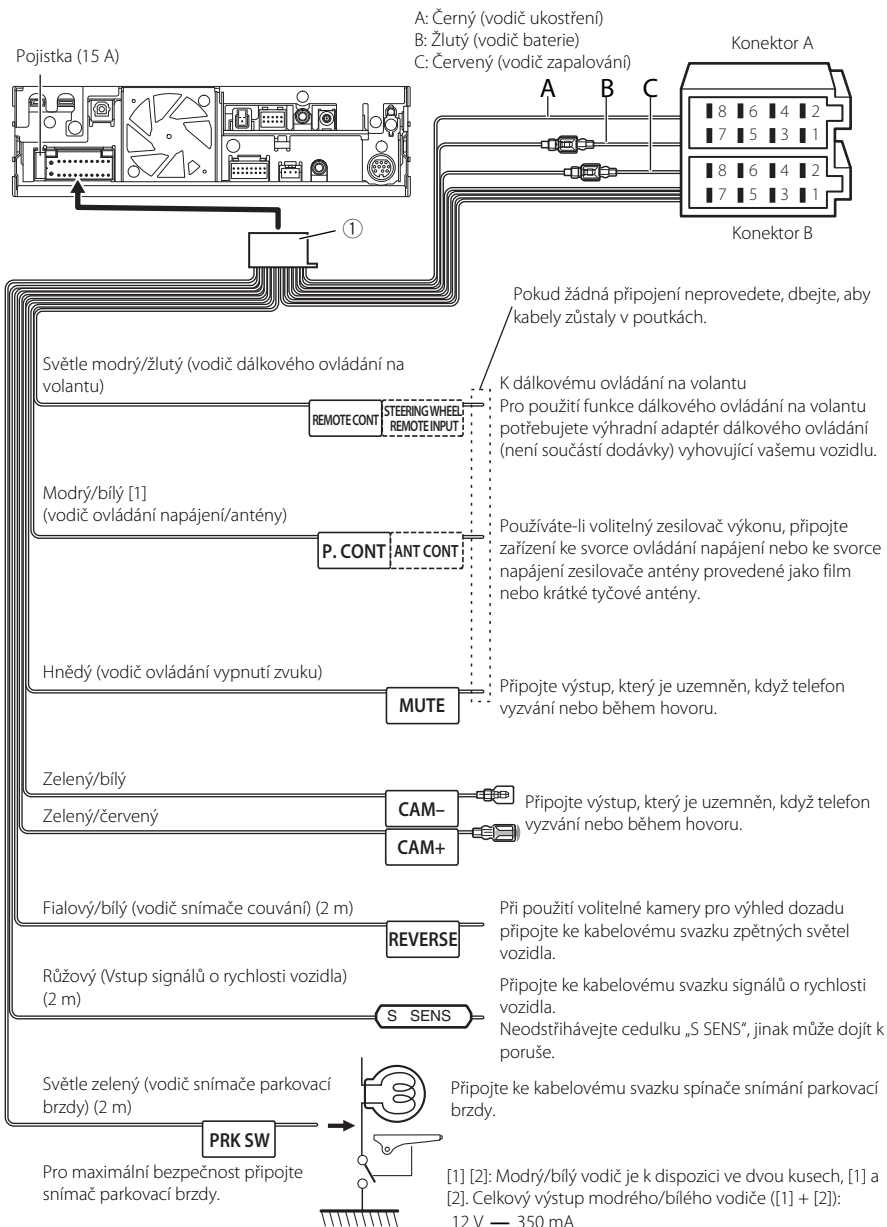 A: Černý (vodič ukostření)
B: Žlutý (vodič baterie)
C: Červený (vodič zapalování)
Pojistka (15 A)
Konektor A
A B C
8 6 4 2
7 5 3 1
8 6 4 2
7 5 3 1
Konektor B
①
Pokud žádná připojení neprovedete, dbejte, aby
kabely zůstaly v poutkách.
Světle modrý/žlutý (vodič dálkového ovládání na
volantu)
REMOTE CONT
STEERING WHEEL
REMOTE INPUT
K dálkovému ovládání na volantu
Pro použití funkce dálkového ovládání na volantu
potřebujete výhradní adaptér dálkového ovládání
(není součástí dodávky) vyhovující vašemu vozidlu.
Modrý/bílý [1]
(vodič ovládání napájení/antény)
P. CONT ANT CONT
Používáte-li volitelný zesilovač výkonu, připojte
zařízení ke svorce ovládání napájení nebo ke svorce
napájení zesilovače antény provedené jako film
nebo krátké tyčové antény.
Hnědý (vodič ovládání vypnutí zvuku)
MUTE
Připojte výstup, který je uzemněn, když telefon
vyzvání nebo během hovoru.
Zelený/bílý
CAM–
Zelený/červený
CAM+
Připojte výstup, který je uzemněn, když telefon
vyzvání nebo během hovoru.
Fialový/bílý (vodič snímače couvání) (2 m)
REVERSE
Při použití volitelné kamery pro výhled dozadu
připojte ke kabelovému svazku zpětných světel
vozidla.
Růžový (Vstup signálů o rychlosti vozidla)
(2 m)
S SENS
Připojte ke kabelovému svazku signálů o rychlosti
vozidla.
Neodstřihávejte cedulku „S SENS“, jinak může dojít k
poruše.
Světle zelený (vodič snímače parkovací
brzdy) (2 m)
PRK SW
Připojte ke kabelovému svazku spínače snímání parkovací
brzdy.
Pro maximální bezpečnost připojte
snímač parkovací brzdy.
[1] [2]: Modrý/bílý vodič je k dispozici ve dvou kusech, [1] a
[2]. Celkový výstup modrého/bílého vodiče ([1] + [2]):
12 V — 350 mA